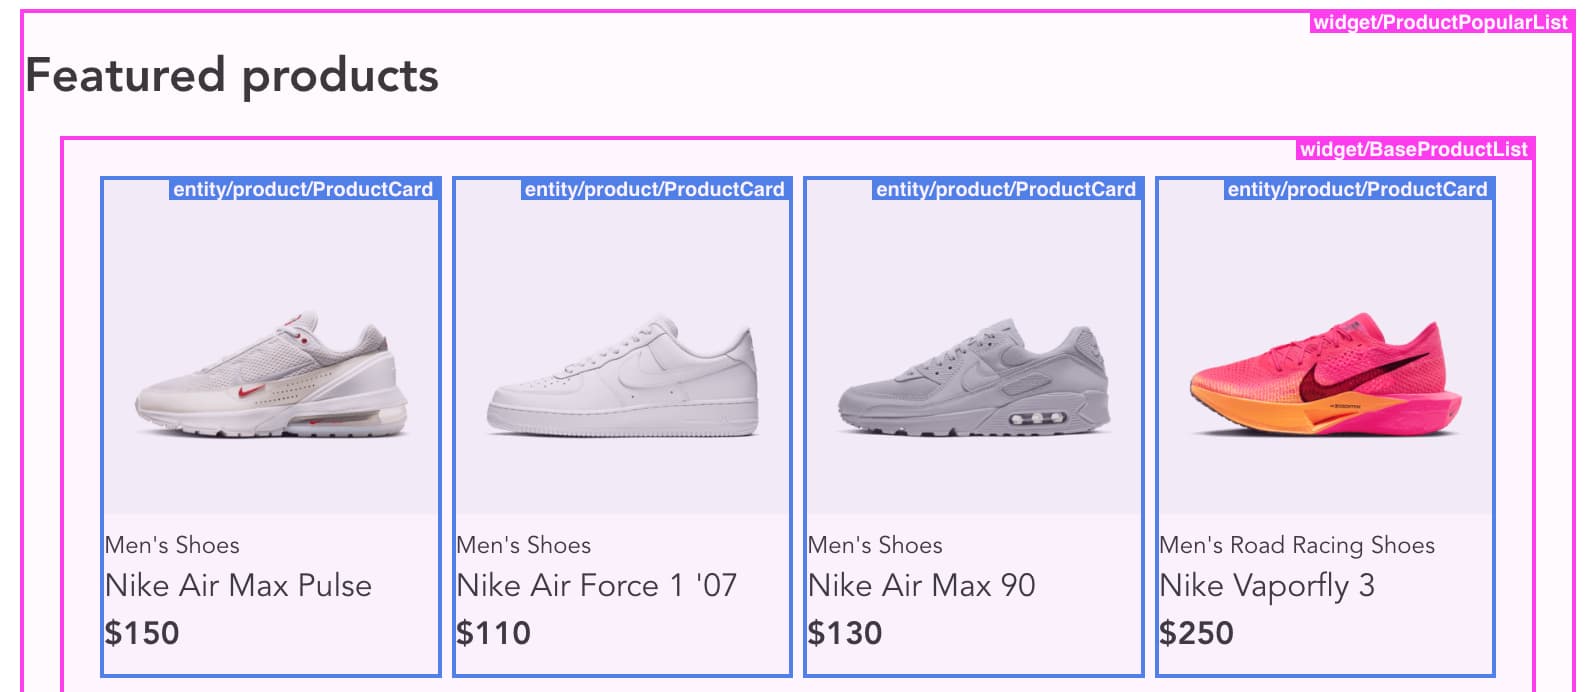 widget/ProductPopularList
Featured products
widget/BaseProductList
entity/product/ProductCard
entity/product/ProductCard
entity/product/ProductCard
entity/product/ProductCard
Men's Shoes
Nike Air Max Pulse
$150
Men's Shoes
Nike Air Force 1 '07
$110
Men's Shoes
Nike Air Max 90
$130
Men's Road Racing Shoes
Nike Vaporfly 3
$250